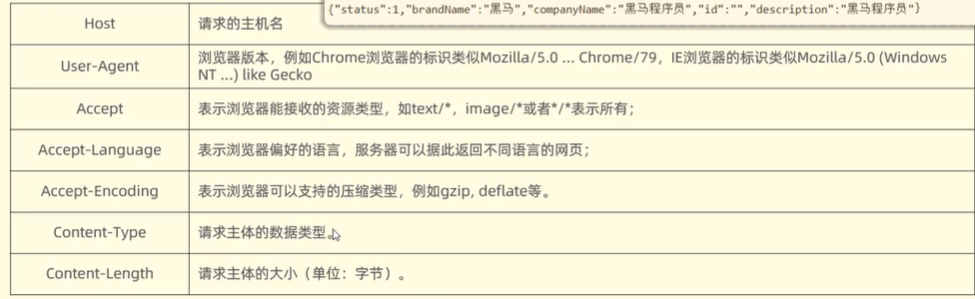 {"status":1,"brandName":"黑马","companyName":"黑马程序员","id":"","description":"黑马程序员"}
Host 请求的主机名
User-Agent 浏览器版本，例如Chrome浏览器的标识类似Mozilla/5.0 ... Chrome/79，IE浏览器的标识类似Mozilla/5.0 (Windows
NT ...) like Gecko
Accept 表示浏览器能接收的资源类型，如text/*，image/*或者*/*表示所有；
Accept-Language 表示浏览器偏好的语言，服务器可以据此返回不同语言的网页；
Accept-Encoding 表示浏览器可以支持的压缩类型，例如gzip, deflate等。
Content-Type 请求主体的数据类型。
Content-Length 请求主体的大小（单位：字节）。